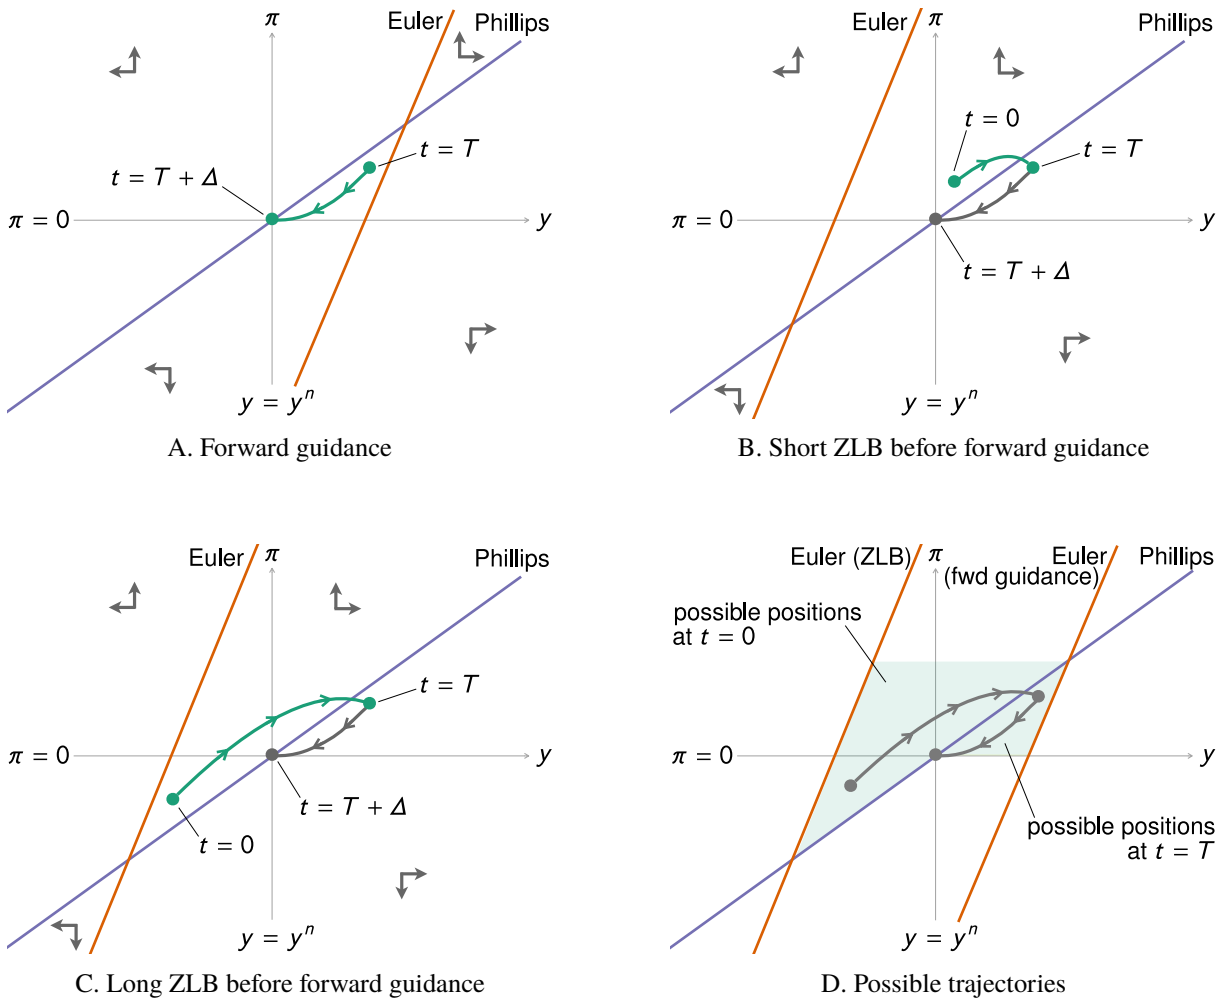 π
Euler
Phillips
t = T
t = T + Δ
π = 0
y
y = yⁿ
A. Forward guidance
Euler
π
Phillips
t = 0
t = T
π = 0
y
t = T + Δ
y = yⁿ
B. Short ZLB before forward guidance
Euler
π
Phillips
t = T
π = 0
y
t = T + Δ
t = 0
y = yⁿ
C. Long ZLB before forward guidance
Euler (ZLB)
π
Euler
(fwd guidance)
Phillips
possible positions
at t = 0
π = 0
y
possible positions
at t = T
y = yⁿ
D. Possible trajectories